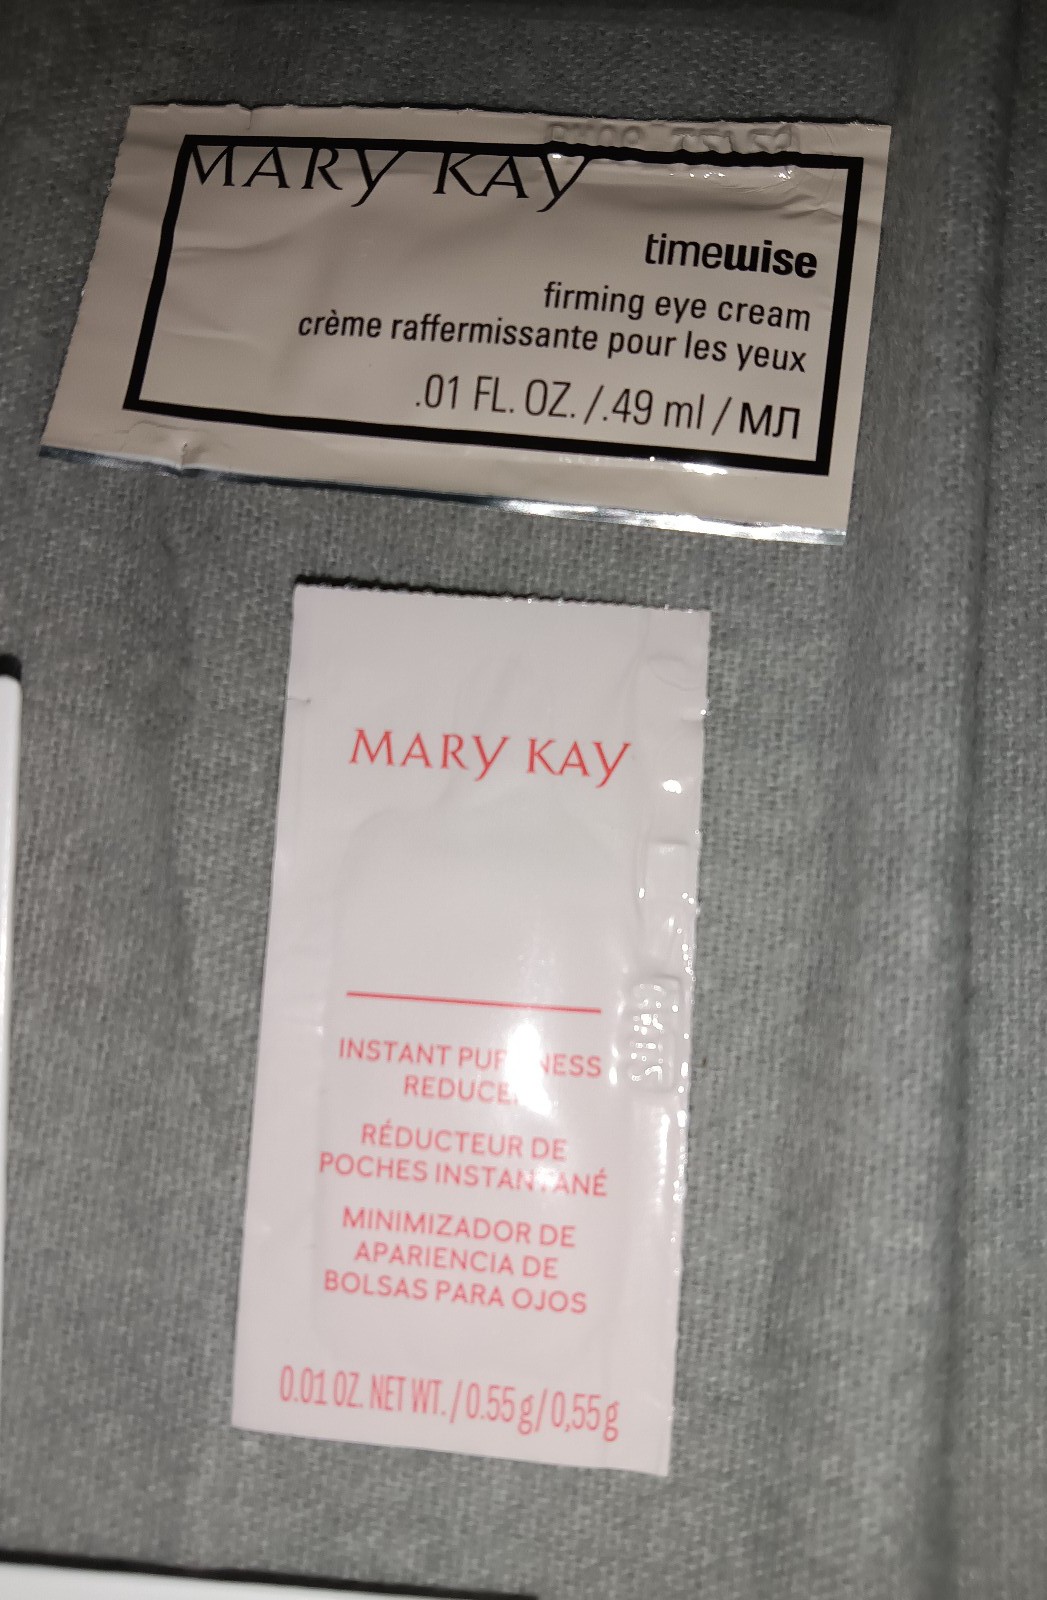 MARY KAY
timewise
firming eye cream
crème raffermissante pour les yeux
.01 FL. OZ. /.49 ml / МЛ
MARY KAY
INSTANT
RÉDUCTEUR DE
POCHES INSTANTANÉ
MINIMIZADOR DE
APARIENCIA DE
BOLSAS PARA OJOS
0.01 OZ. NET WT. / 0.55 g/ 0,55 g